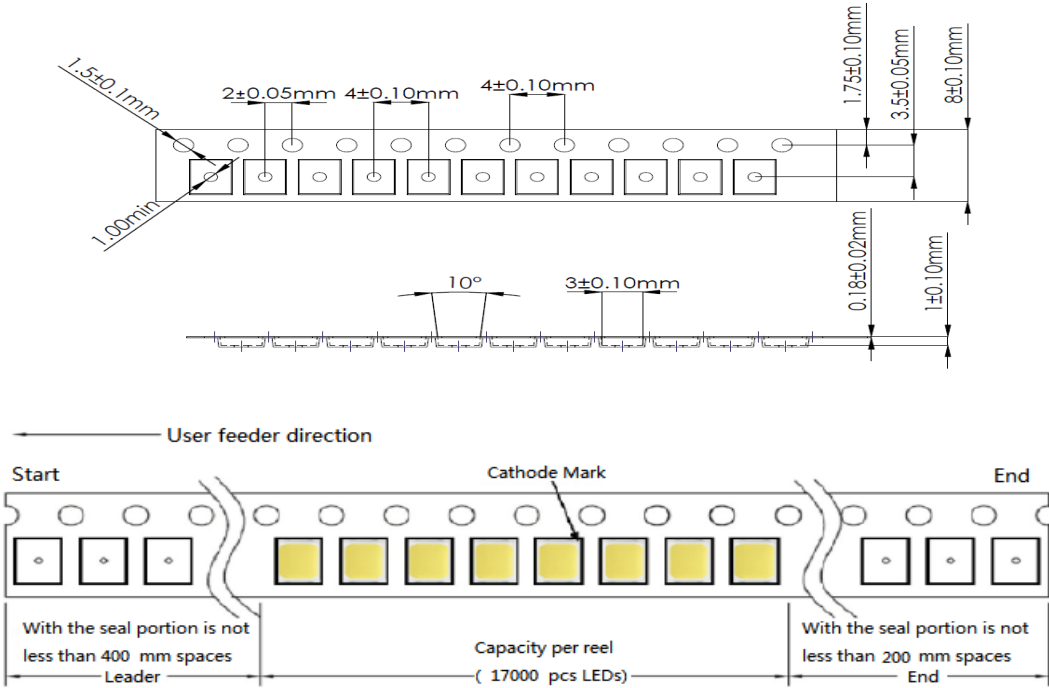 1.5±0.1mm
2±0.05mm
4±0.10mm
4±0.10mm
1.75±0.10mm
3.5±0.05mm
8±0.10mm
1.00min
10°
3±0.10mm
0.18±0.02mm
1±0.10mm
User feeder direction
Start
Cathode Mark
End
With the seal portion is not
less than 400 mm spaces
Leader
Capacity per reel
( 17000 pcs LEDs)
With the seal portion is not
less than 200 mm spaces
End